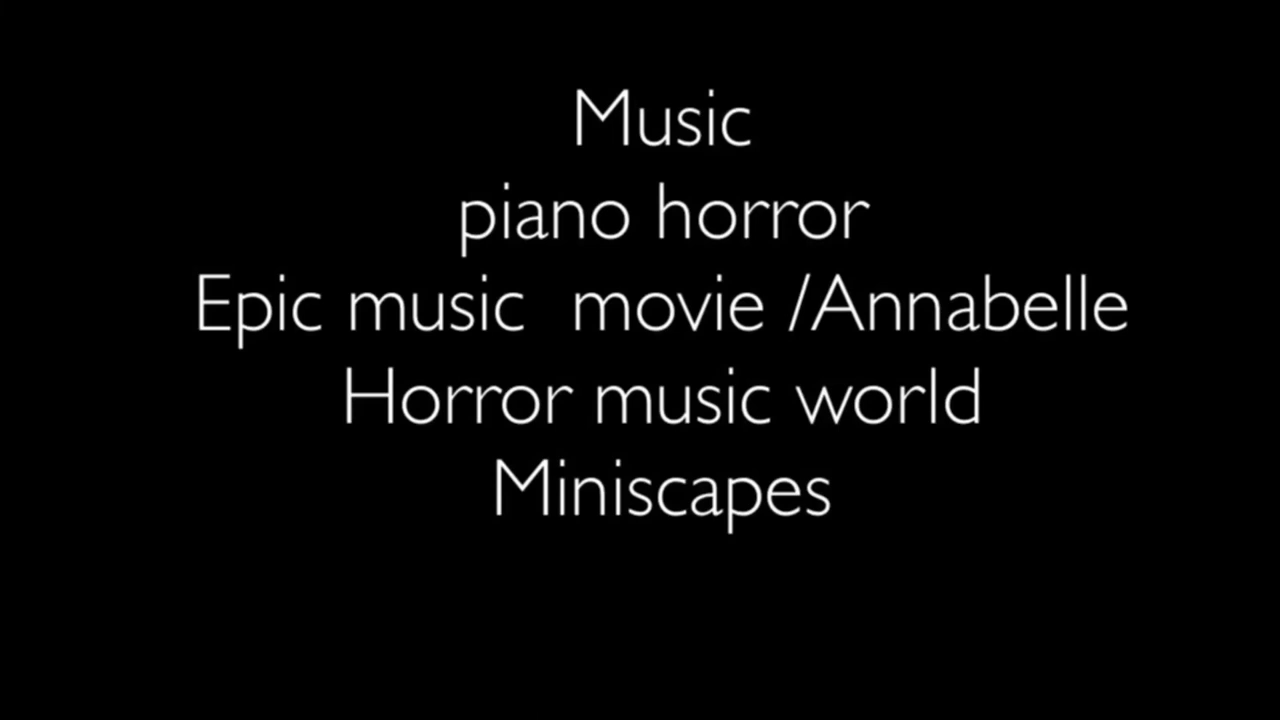 Music
piano horror
Epic music  movie /Annabelle
Horror music world
Miniscapes